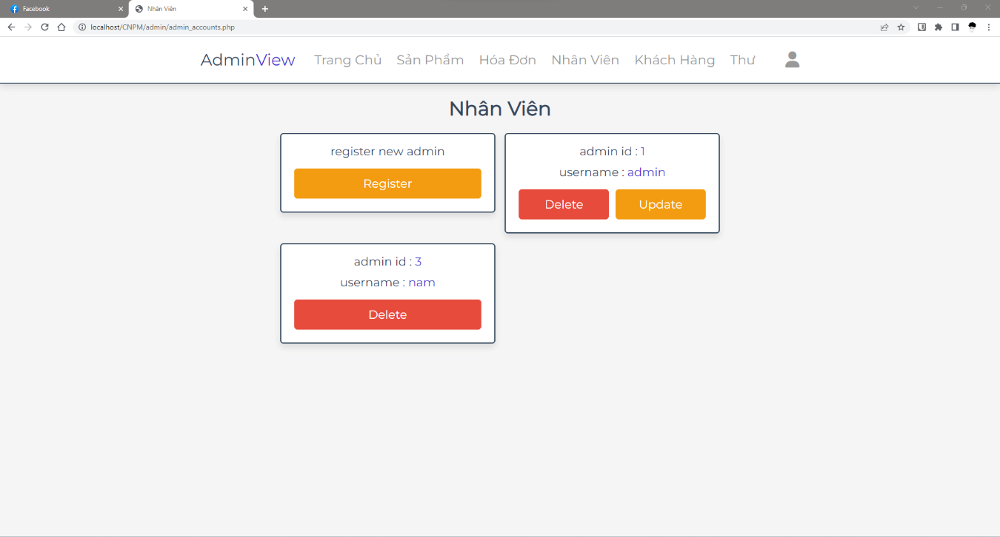 Facebook
Nhân Viên
localhost/CNPM/admin/admin_accounts.php
AdminView Trang Chủ Sản Phẩm Hóa Đơn Nhân Viên Khách Hàng Thư
Nhân Viên
register new admin
Register
admin id : 1
username : admin
Delete Update
admin id : 3
username : nam
Delete